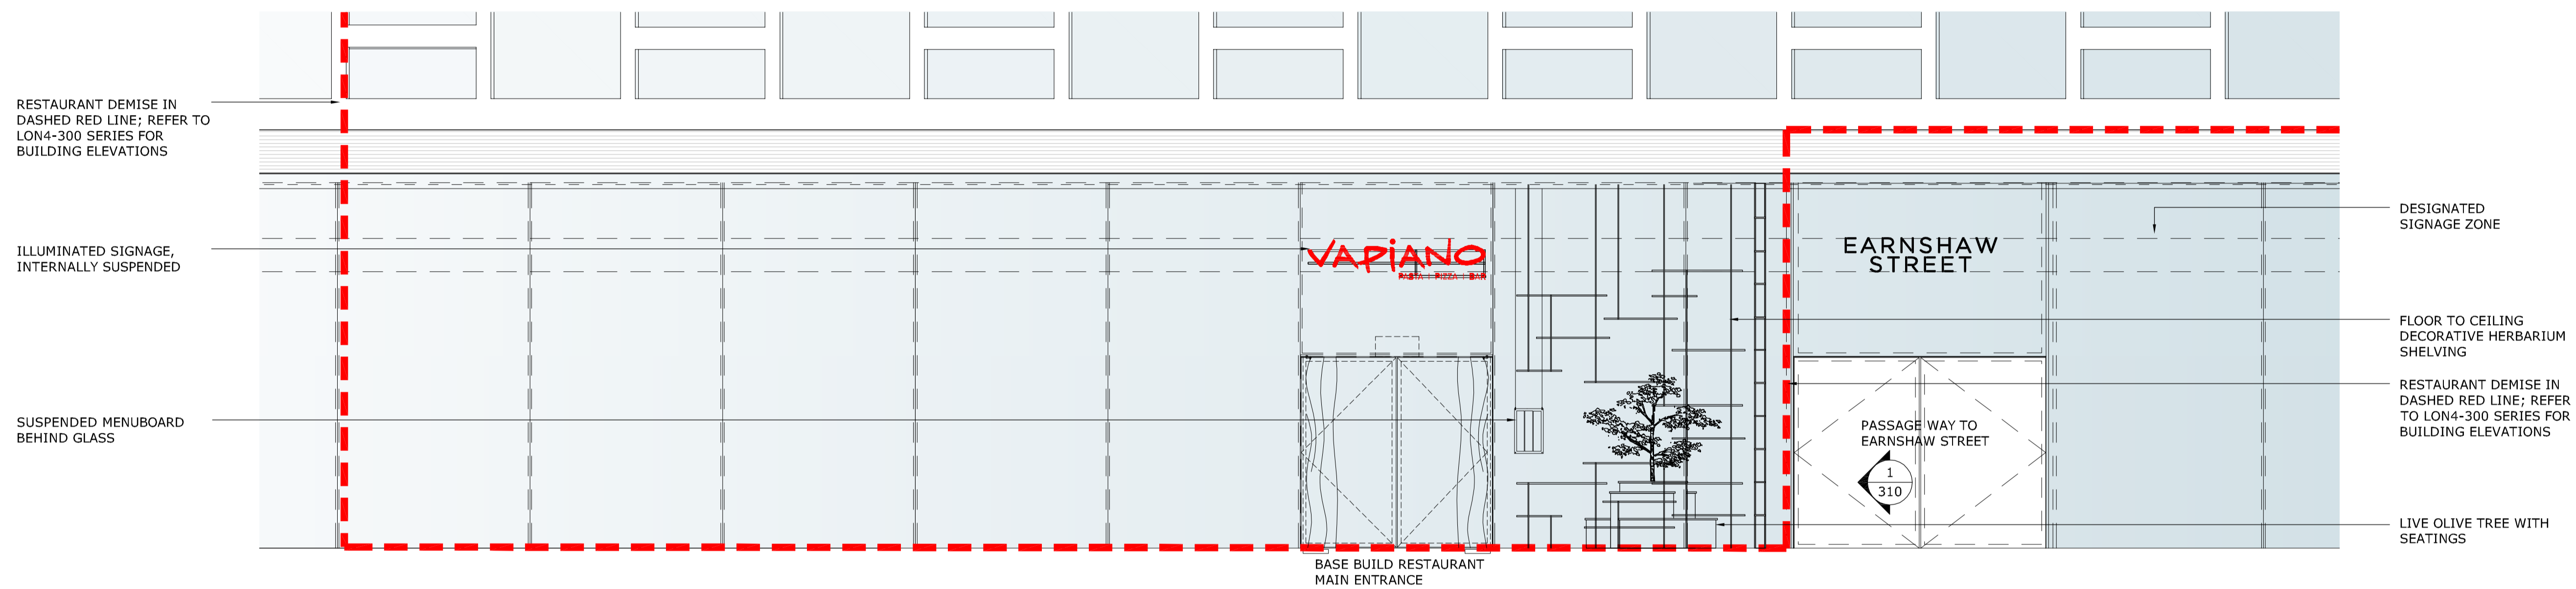 RESTAURANT DEMISE IN
DASHED RED LINE; REFER TO
LON4-300 SERIES FOR
BUILDING ELEVATIONS
ILLUMINATED SIGNAGE,
INTERNALLY SUSPENDED
SUSPENDED MENUBOARD
BEHIND GLASS
VAPiANO
PASTA | PIZZA | BAR
BASE BUILD RESTAURANT
MAIN ENTRANCE
EARNSHAW
STREET
PASSAGE WAY TO
EARNSHAW STREET
1
310
DESIGNATED
SIGNAGE ZONE
FLOOR TO CEILING
DECORATIVE HERBARIUM
SHELVING
RESTAURANT DEMISE IN
DASHED RED LINE; REFER
TO LON4-300 SERIES FOR
BUILDING ELEVATIONS
LIVE OLIVE TREE WITH
SEATINGS